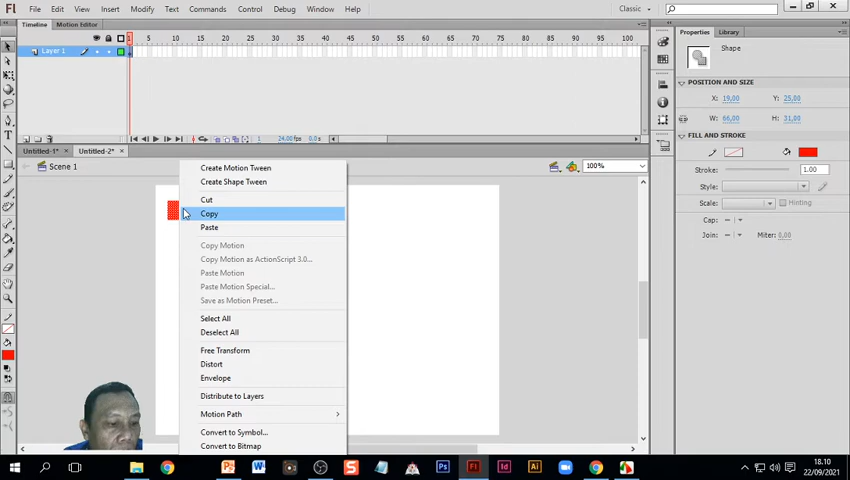 Fl File Edit View Insert Modify Text Commands Control Debug Window Help Classic
Timeline Motion Editor
1 5 10 15 20 25 30 35 40 45 50 55 60 65 70 75 80 85 90 95 100
Layer 1
1 24,00 fps 0,0 s
Untitled-1* × Untitled-2* ×
Scene 1 100%
Create Motion Tween
Create Shape Tween
Cut
Copy
Paste
Copy Motion
Copy Motion as ActionScript 3.0...
Paste Motion
Paste Motion Special...
Save as Motion Preset...
Select All
Deselect All
Free Transform
Distort
Envelope
Distribute to Layers
Motion Path
Convert to Symbol...
Convert to Bitmap
Properties Library
Shape
POSITION AND SIZE
X: 19,00 Y: 25,00
W: 66,00 H: 31,00
FILL AND STROKE
Stroke: 1.00
Style:
Scale: Hinting
Cap:
Join: Miter: 0,00
W S P Ps Fl Id Ai
18.10
22/09/2021